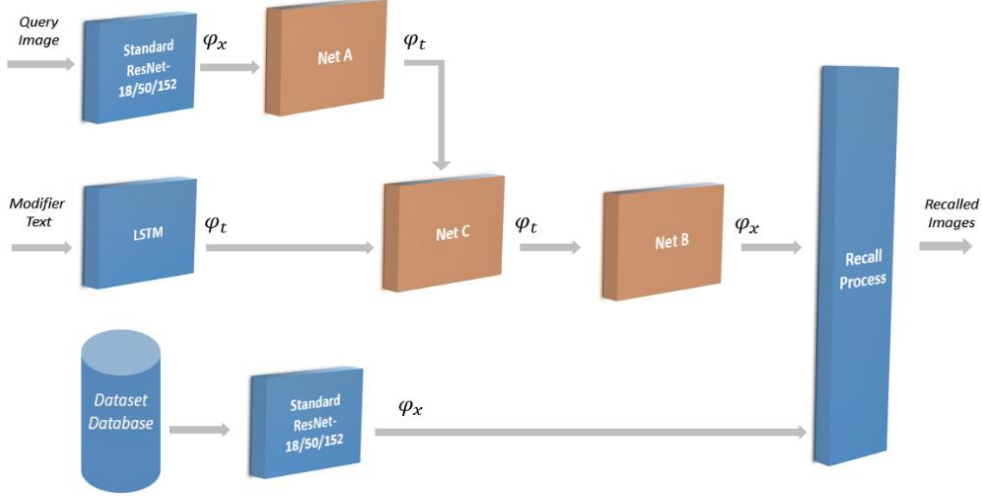 Query
Image
Standard
ResNet-
18/50/152
φx
Net A
φt
Modifier
Text
LSTM
φt
Net C
φt
Net B
φx
Recall
Process
Recalled
Images
Dataset
Database
Standard
ResNet-
18/50/152
φx